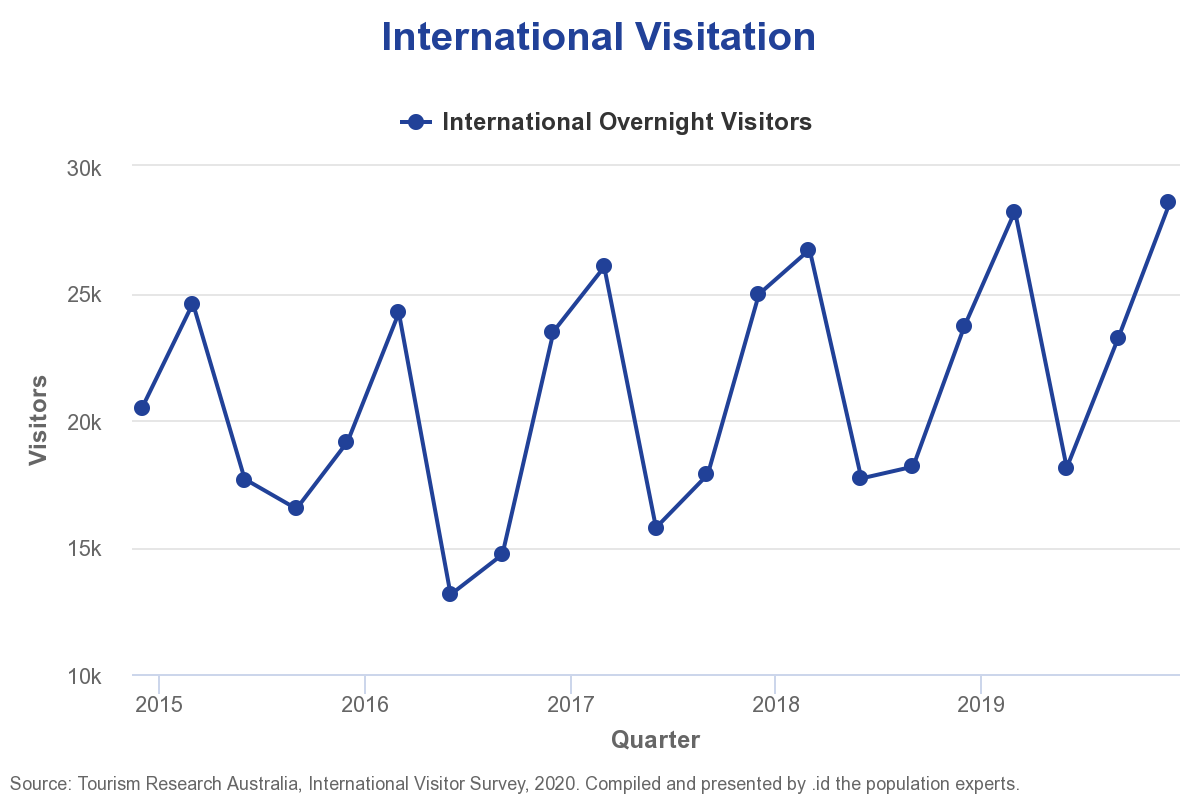 International Visitation
International Overnight Visitors
30k
25k
20k
15k
10k
Visitors
2015 2016 2017 2018 2019
Quarter
Source: Tourism Research Australia, International Visitor Survey, 2020. Compiled and presented by .id the population experts.